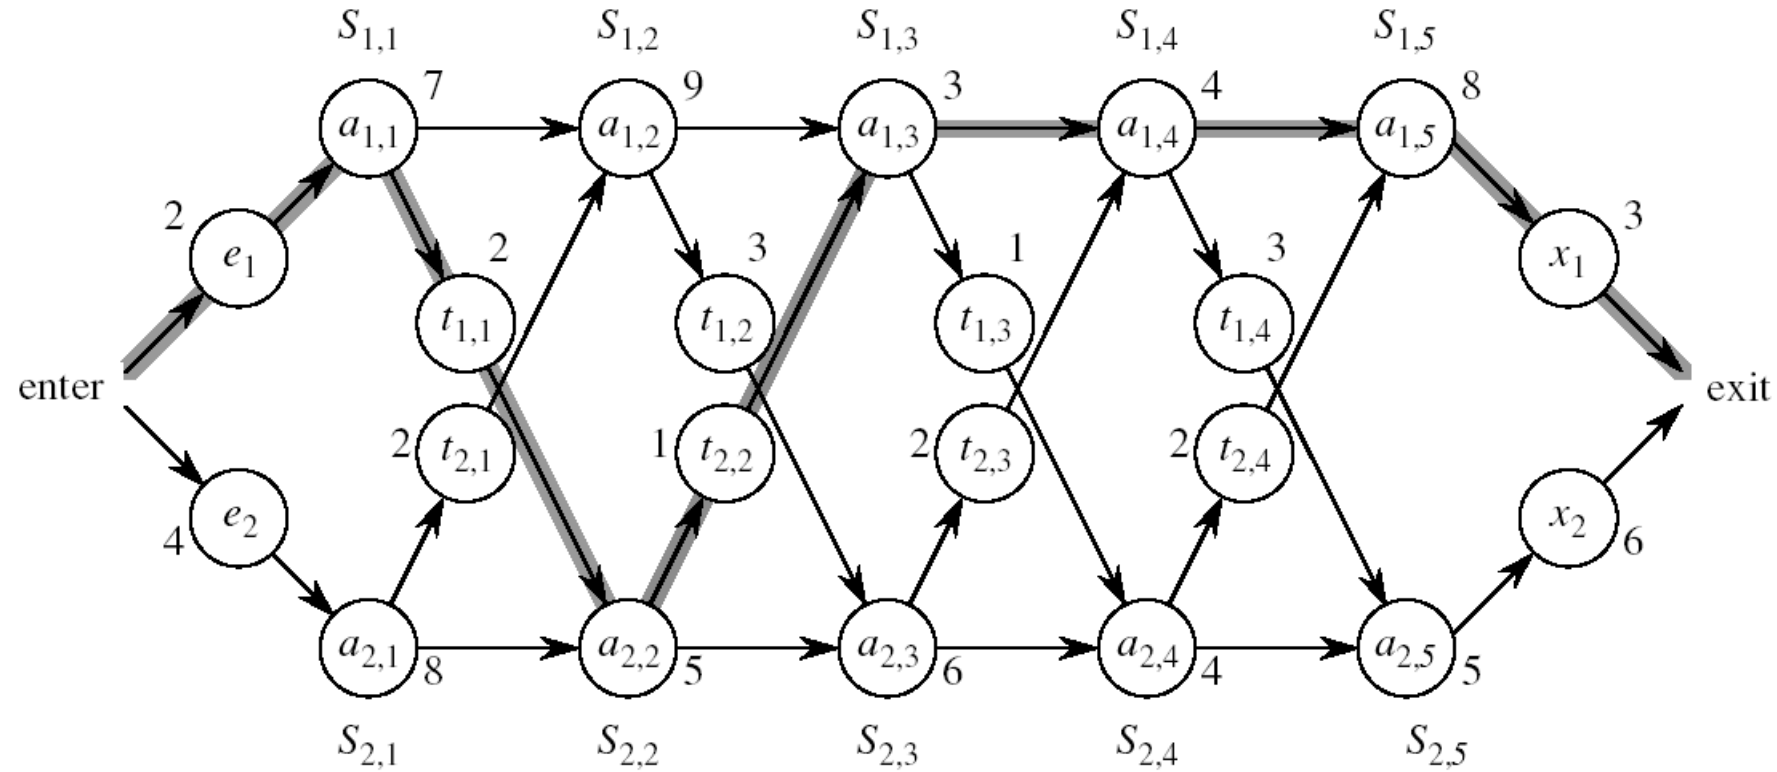 S1,1 S1,2 S1,3 S1,4 S1,5
7 9 3 4 8
a1,1 a1,2 a1,3 a1,4 a1,5
2 3
e1 x1
2 3 1 3
t1,1 t1,2 t1,3 t1,4
enter exit
2 t2,1 1 t2,2 2 t2,3 2 t2,4
e2 x2
4 6
a2,1 a2,2 a2,3 a2,4 a2,5
8 5 6 4 5
S2,1 S2,2 S2,3 S2,4 S2,5